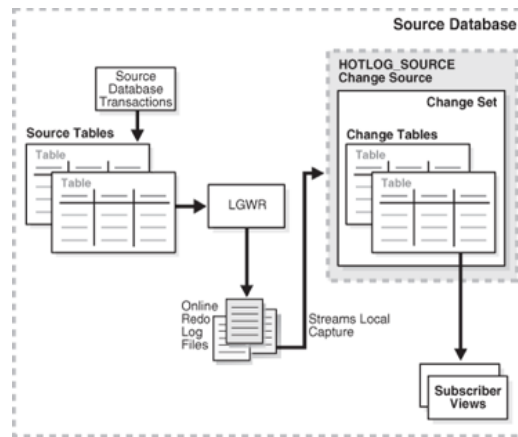 Source Database
HOTLOG_SOURCE
Change Source
Source
Database
Transactions
Change Set
Source Tables
Change Tables
Table
Table
Table
Table
LGWR
Online
Redo
Log
Files
Streams Local
Capture
Subscriber
Views